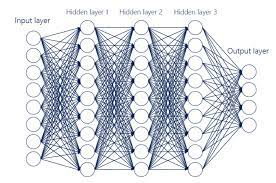 Hidden layer 1
Hidden layer 2
Hidden layer 3
Input layer
Output layer